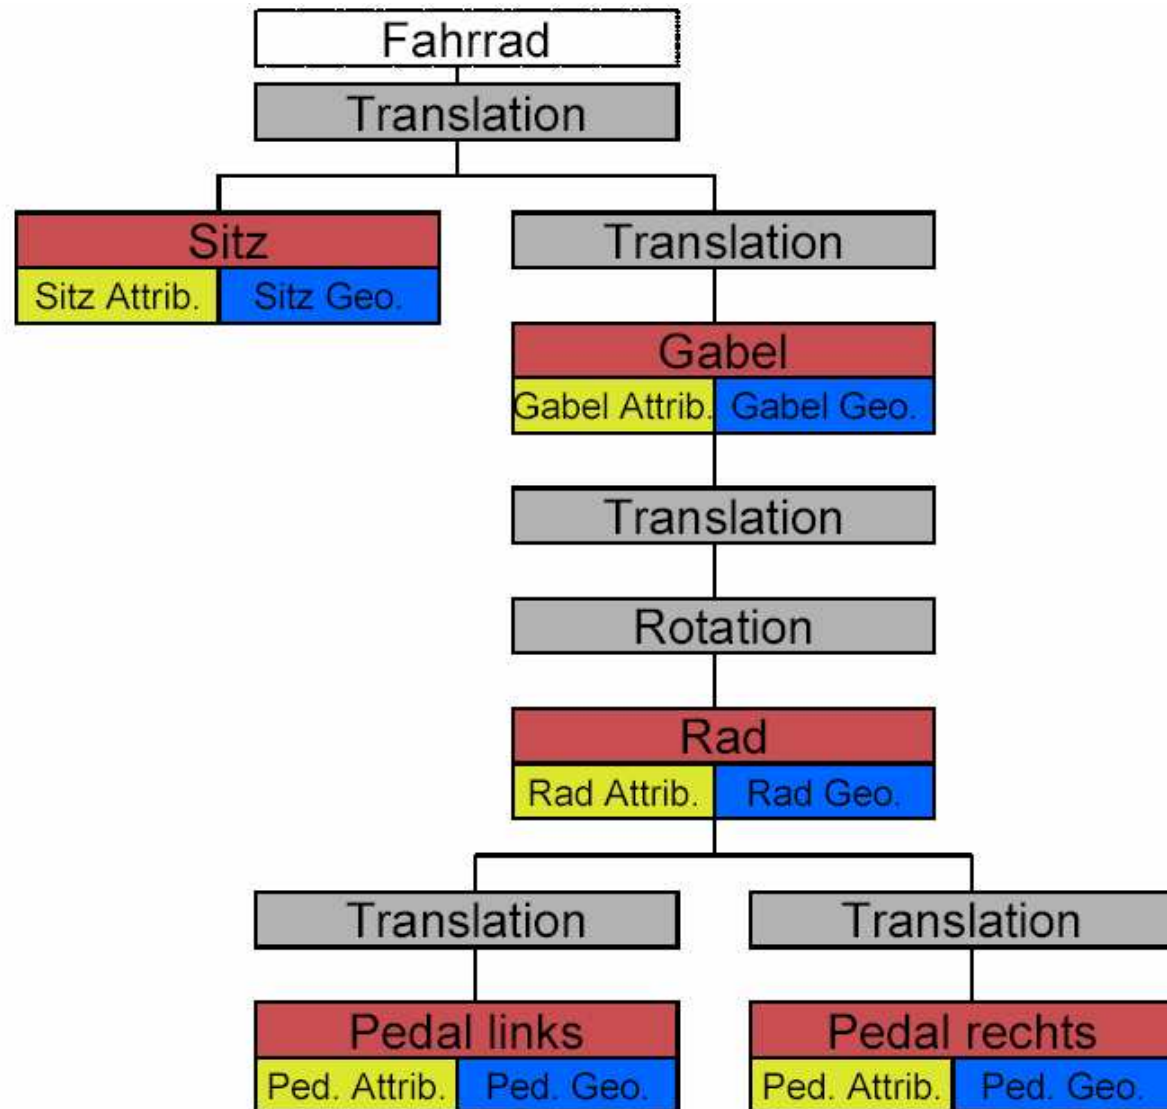 Fahrrad
Translation
Sitz
Sitz Attrib. Sitz Geo.
Translation
Gabel
Gabel Attrib. Gabel Geo.
Translation
Rotation
Rad
Rad Attrib. Rad Geo.
Translation
Translation
Pedal links
Ped. Attrib. Ped. Geo.
Pedal rechts
Ped. Attrib. Ped. Geo.